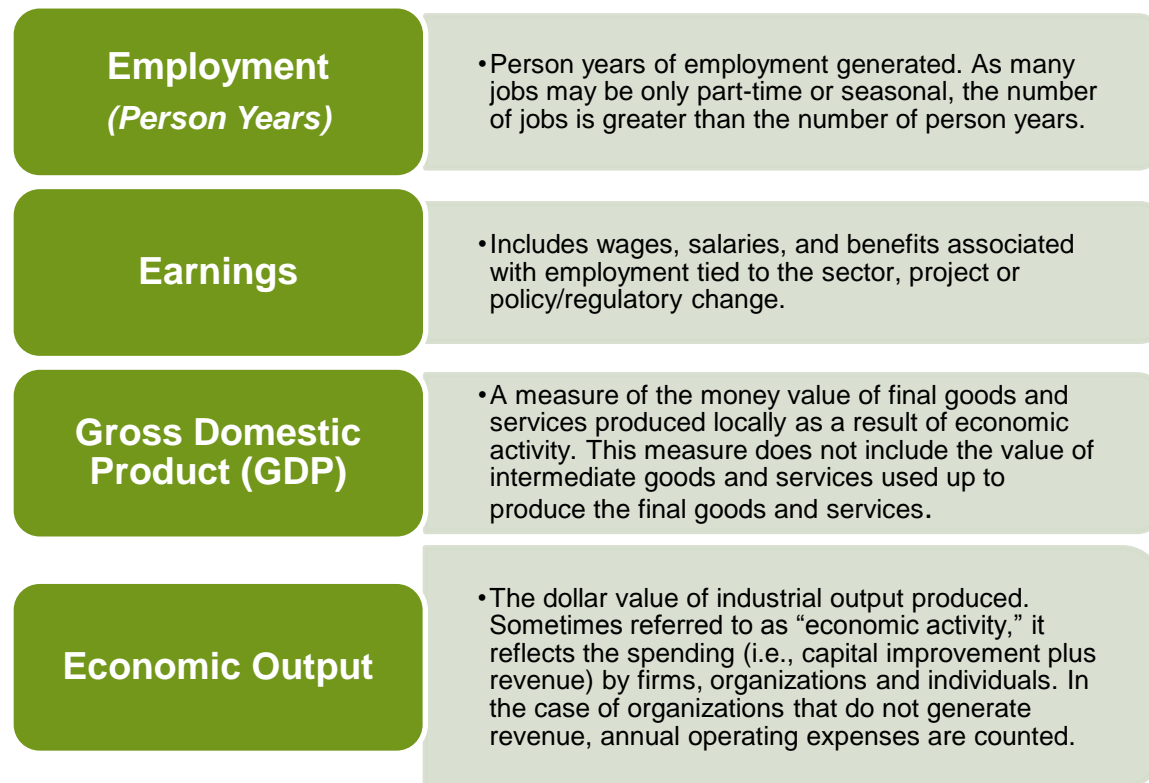 Employment
(Person Years)
•Person years of employment generated. As many
jobs may be only part-time or seasonal, the number
of jobs is greater than the number of person years.
Earnings
•Includes wages, salaries, and benefits associated
with employment tied to the sector, project or
policy/regulatory change.
Gross Domestic
Product (GDP)
•A measure of the money value of final goods and
services produced locally as a result of economic
activity. This measure does not include the value of
intermediate goods and services used up to
produce the final goods and services.
Economic Output
•The dollar value of industrial output produced.
Sometimes referred to as “economic activity,” it
reflects the spending (i.e., capital improvement plus
revenue) by firms, organizations and individuals. In
the case of organizations that do not generate
revenue, annual operating expenses are counted.